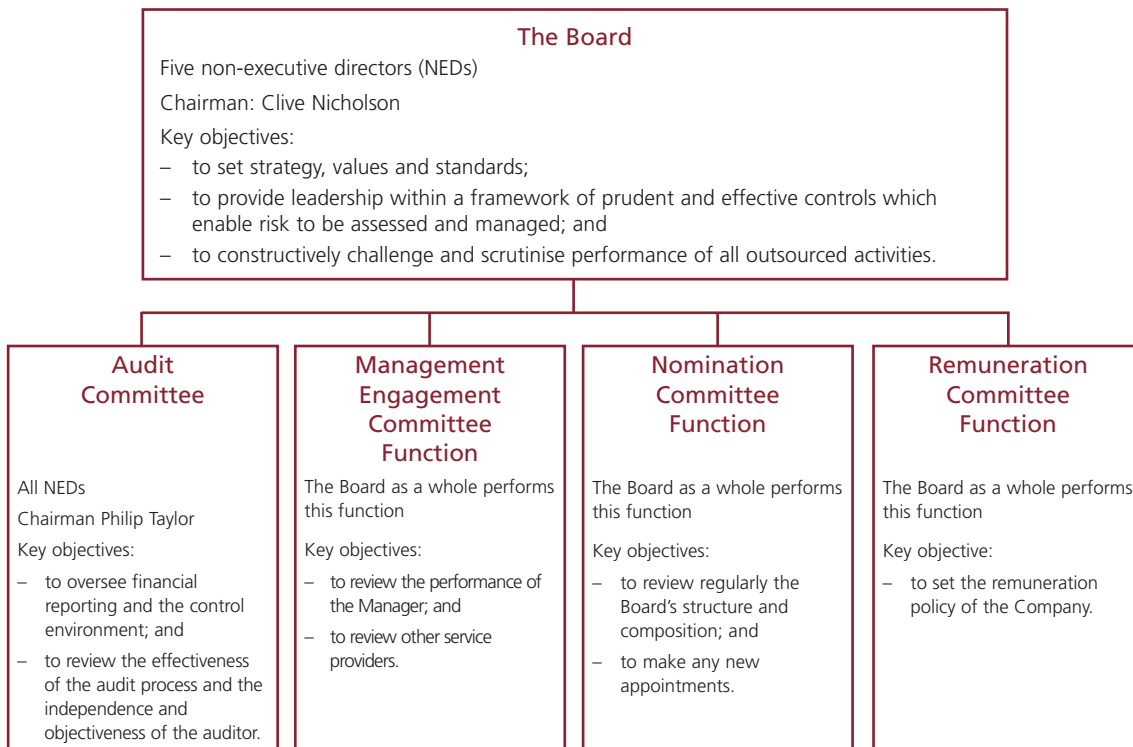 The Board
Five non-executive directors (NEDs)
Chairman: Clive Nicholson
Key objectives:
– to set strategy, values and standards;
– to provide leadership within a framework of prudent and effective controls which
enable risk to be assessed and managed; and
– to constructively challenge and scrutinise performance of all outsourced activities.
Audit
Committee
All NEDs
Chairman Philip Taylor
Key objectives:
– to oversee financial
reporting and the control
environment; and
– to review the effectiveness
of the audit process and the
independence and
objectiveness of the auditor.
Management
Engagement
Committee
Function
The Board as a whole performs
this function
Key objectives:
– to review the performance of
the Manager; and
– to review other service
providers.
Nomination
Committee
Function
The Board as a whole performs
this function
Key objectives:
– to review regularly the
Board’s structure and
composition; and
– to make any new
appointments.
Remuneration
Committee
Function
The Board as a whole performs
this function
Key objective:
– to set the remuneration
policy of the Company.